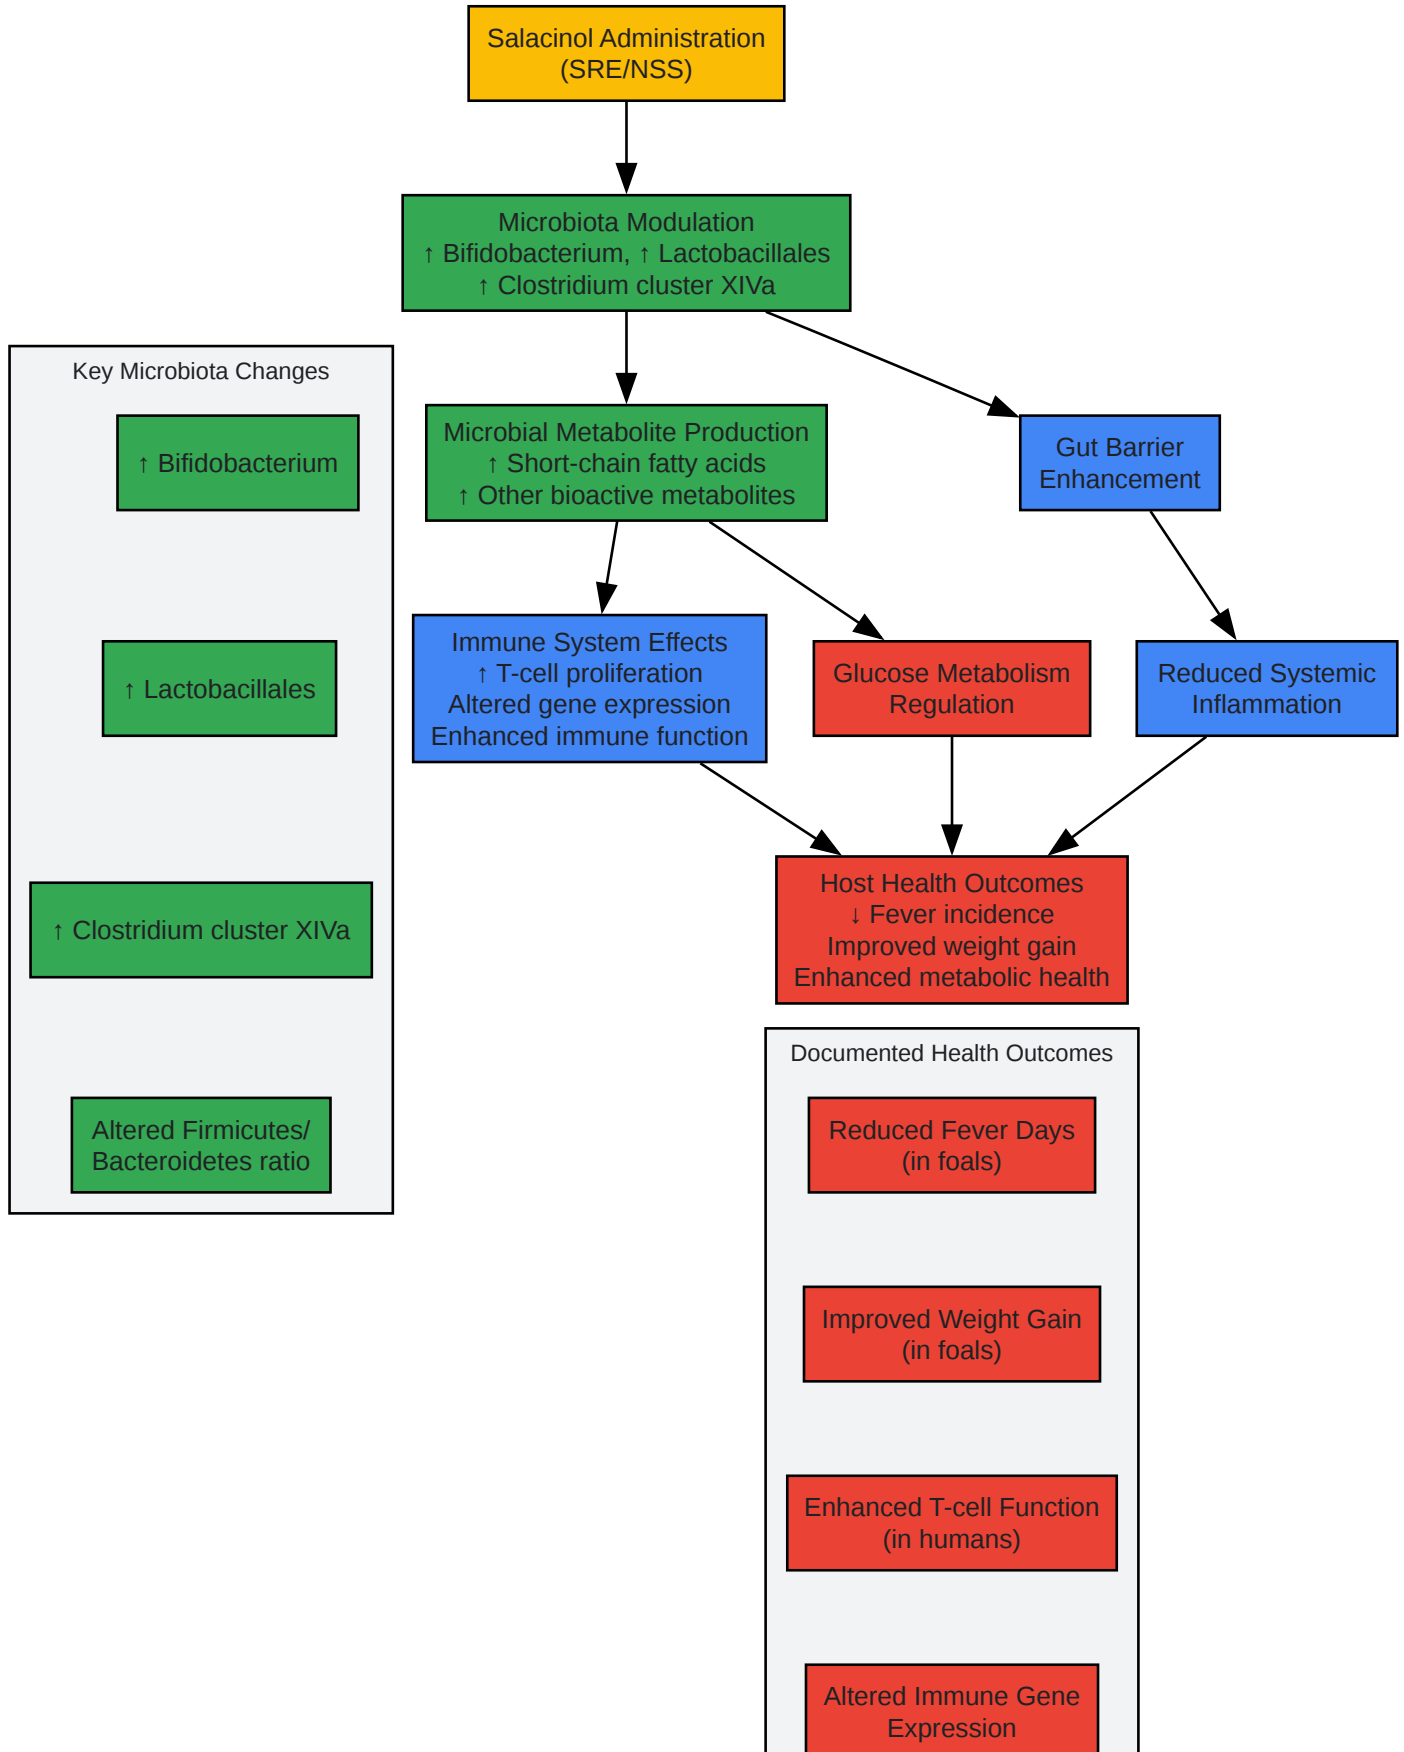 Salacinol Administration
(SRE/NSS)
Microbiota Modulation
↑ Bifidobacterium, ↑ Lactobacillales
↑ Clostridium cluster XIVa
Key Microbiota Changes
↑ Bifidobacterium
↑ Lactobacillales
↑ Clostridium cluster XIVa
Altered Firmicutes/
Bacteroidetes ratio
Microbial Metabolite Production
↑ Short-chain fatty acids
↑ Other bioactive metabolites
Gut Barrier
Enhancement
Immune System Effects
↑ T-cell proliferation
Altered gene expression
Enhanced immune function
Glucose Metabolism
Regulation
Reduced Systemic
Inflammation
Host Health Outcomes
↓ Fever incidence
Improved weight gain
Enhanced metabolic health
Documented Health Outcomes
Reduced Fever Days
(in foals)
Improved Weight Gain
(in foals)
Enhanced T-cell Function
(in humans)
Altered Immune Gene
Expression